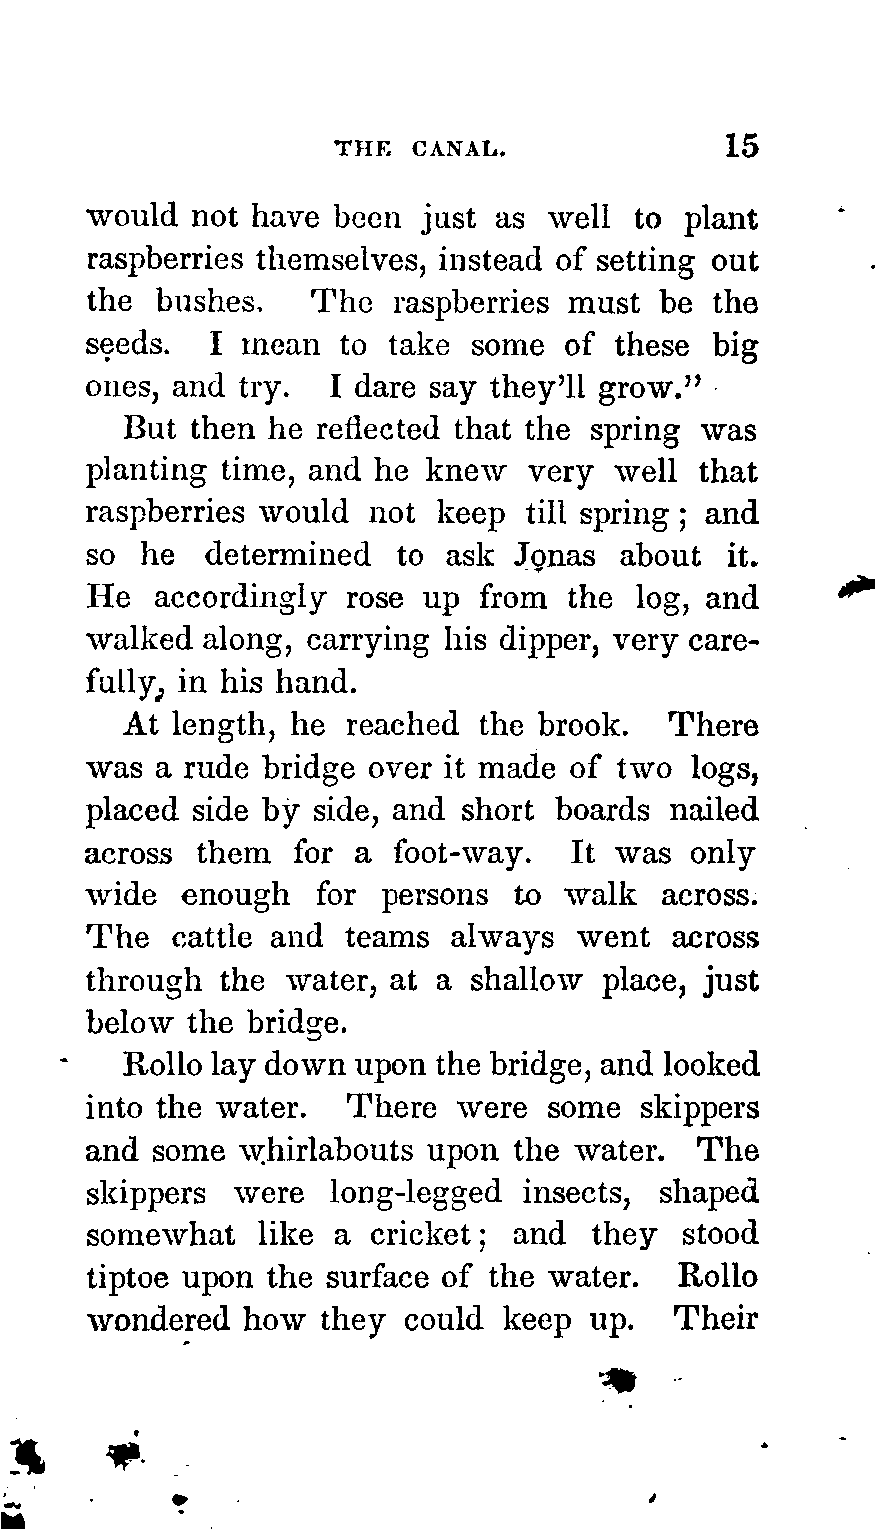 THE CANAL. 15
would not have been just as well to plant
raspberries themselves, instead of setting out
the bushes. The raspberries must be the
seeds. I mean to take some of these big
ones, and try. I dare say they'll grow.”
But then he reflected that the spring was
planting time, and he knew very well that
raspberries would not keep till spring ; and
so he determined to ask Jonas about it.
He accordingly rose up from the log, and
walked along, carrying his dipper, very care-
fully, in his hand.
At length, he reached the brook. There
was a rude bridge over it made of two logs,
placed side by side, and short boards nailed
across them for a foot-way. It was only
wide enough for persons to walk across.
The cattle and teams always went across
through the water, at a shallow place, just
below the bridge.
Rollo lay down upon the bridge, and looked
into the water. There were some skippers
and some whirlabouts upon the water. The
skippers were long-legged insects, shaped
somewhat like a cricket ; and they stood
tiptoe upon the surface of the water. Rollo
wondered how they could keep up. Their